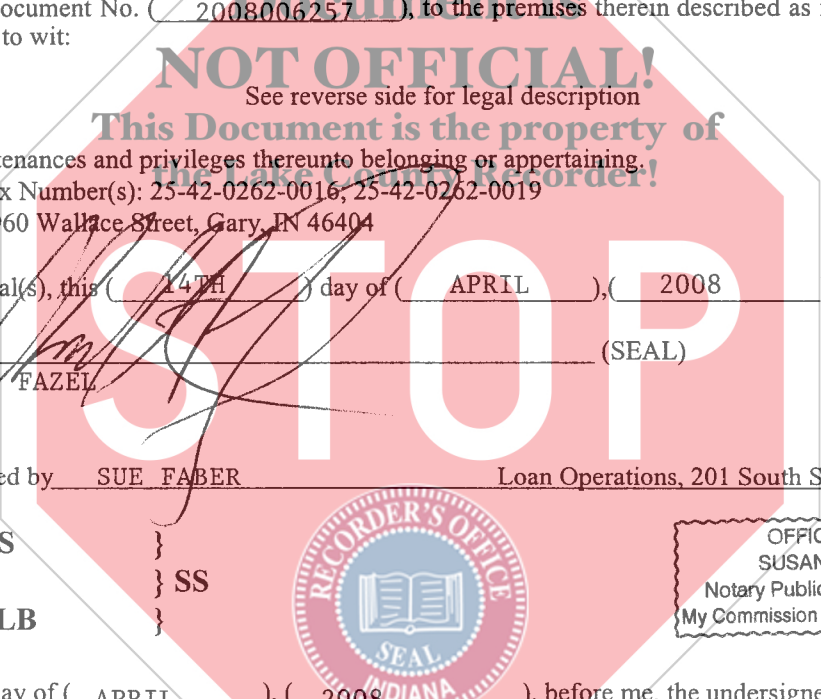 ocument No. ( 2008006257 ), to the premises therein described as
to wit:
NOT OFFICIAL!
See reverse side for legal description
This Document is the property of
tenances and privileges thereunto belonging or appertaining.
the Lake County Recorder!
x Number(s): 25-42-0262-0016, 25-42-0262-0019
960 Wallace Street, Gary, IN 46404
al(s), this ( 14TH ) day of ( APRIL ),( 2008
STOP
(SEAL)
FAZEL
ed by SUE FABER Loan Operations, 201 South S
S } 
} SS
LB }
OFFIC
SUSAN
Notary Public
My Commission
RECORDER'S OFFICE
SEAL
INDIANA
ay of ( APRIL ), ( 2008 ), before me, the undersigne